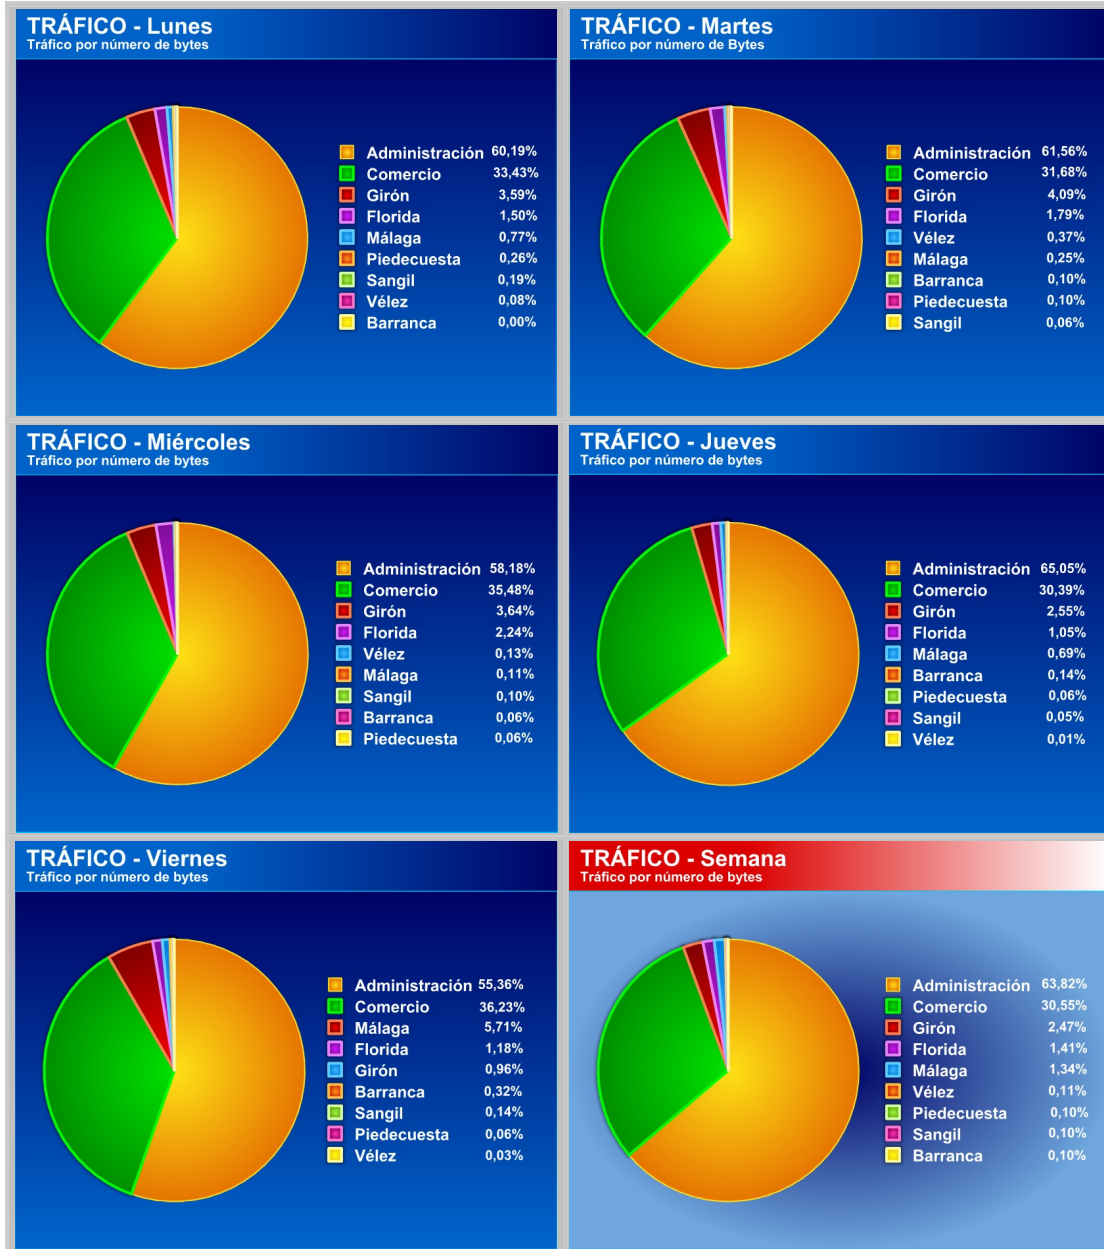 TRÁFICO - Lunes
Tráfico por número de bytes
Administración 60,19%
Comercio 33,43%
Girón 3,59%
Florida 1,50%
Málaga 0,77%
Piedecuesta 0,26%
Sangil 0,19%
Vélez 0,08%
Barranca 0,00%
TRÁFICO - Martes
Tráfico por número de Bytes
Administración 61,56%
Comercio 31,68%
Girón 4,09%
Florida 1,79%
Vélez 0,37%
Málaga 0,25%
Barranca 0,10%
Piedecuesta 0,10%
Sangil 0,06%
TRÁFICO - Miércoles
Tráfico por número de bytes
Administración 58,18%
Comercio 35,48%
Girón 3,64%
Florida 2,24%
Vélez 0,13%
Málaga 0,11%
Sangil 0,10%
Barranca 0,06%
Piedecuesta 0,06%
TRÁFICO - Jueves
Tráfico por número de bytes
Administración 65,05%
Comercio 30,39%
Girón 2,55%
Florida 1,05%
Málaga 0,69%
Barranca 0,14%
Piedecuesta 0,06%
Sangil 0,05%
Vélez 0,01%
TRÁFICO - Viernes
Tráfico por número de bytes
Administración 55,36%
Comercio 36,23%
Málaga 5,71%
Florida 1,18%
Girón 0,96%
Barranca 0,32%
Sangil 0,14%
Piedecuesta 0,06%
Vélez 0,03%
TRÁFICO - Semana
Tráfico por número de bytes
Administración 63,82%
Comercio 30,55%
Girón 2,47%
Florida 1,41%
Málaga 1,34%
Vélez 0,11%
Piedecuesta 0,10%
Sangil 0,10%
Barranca 0,10%